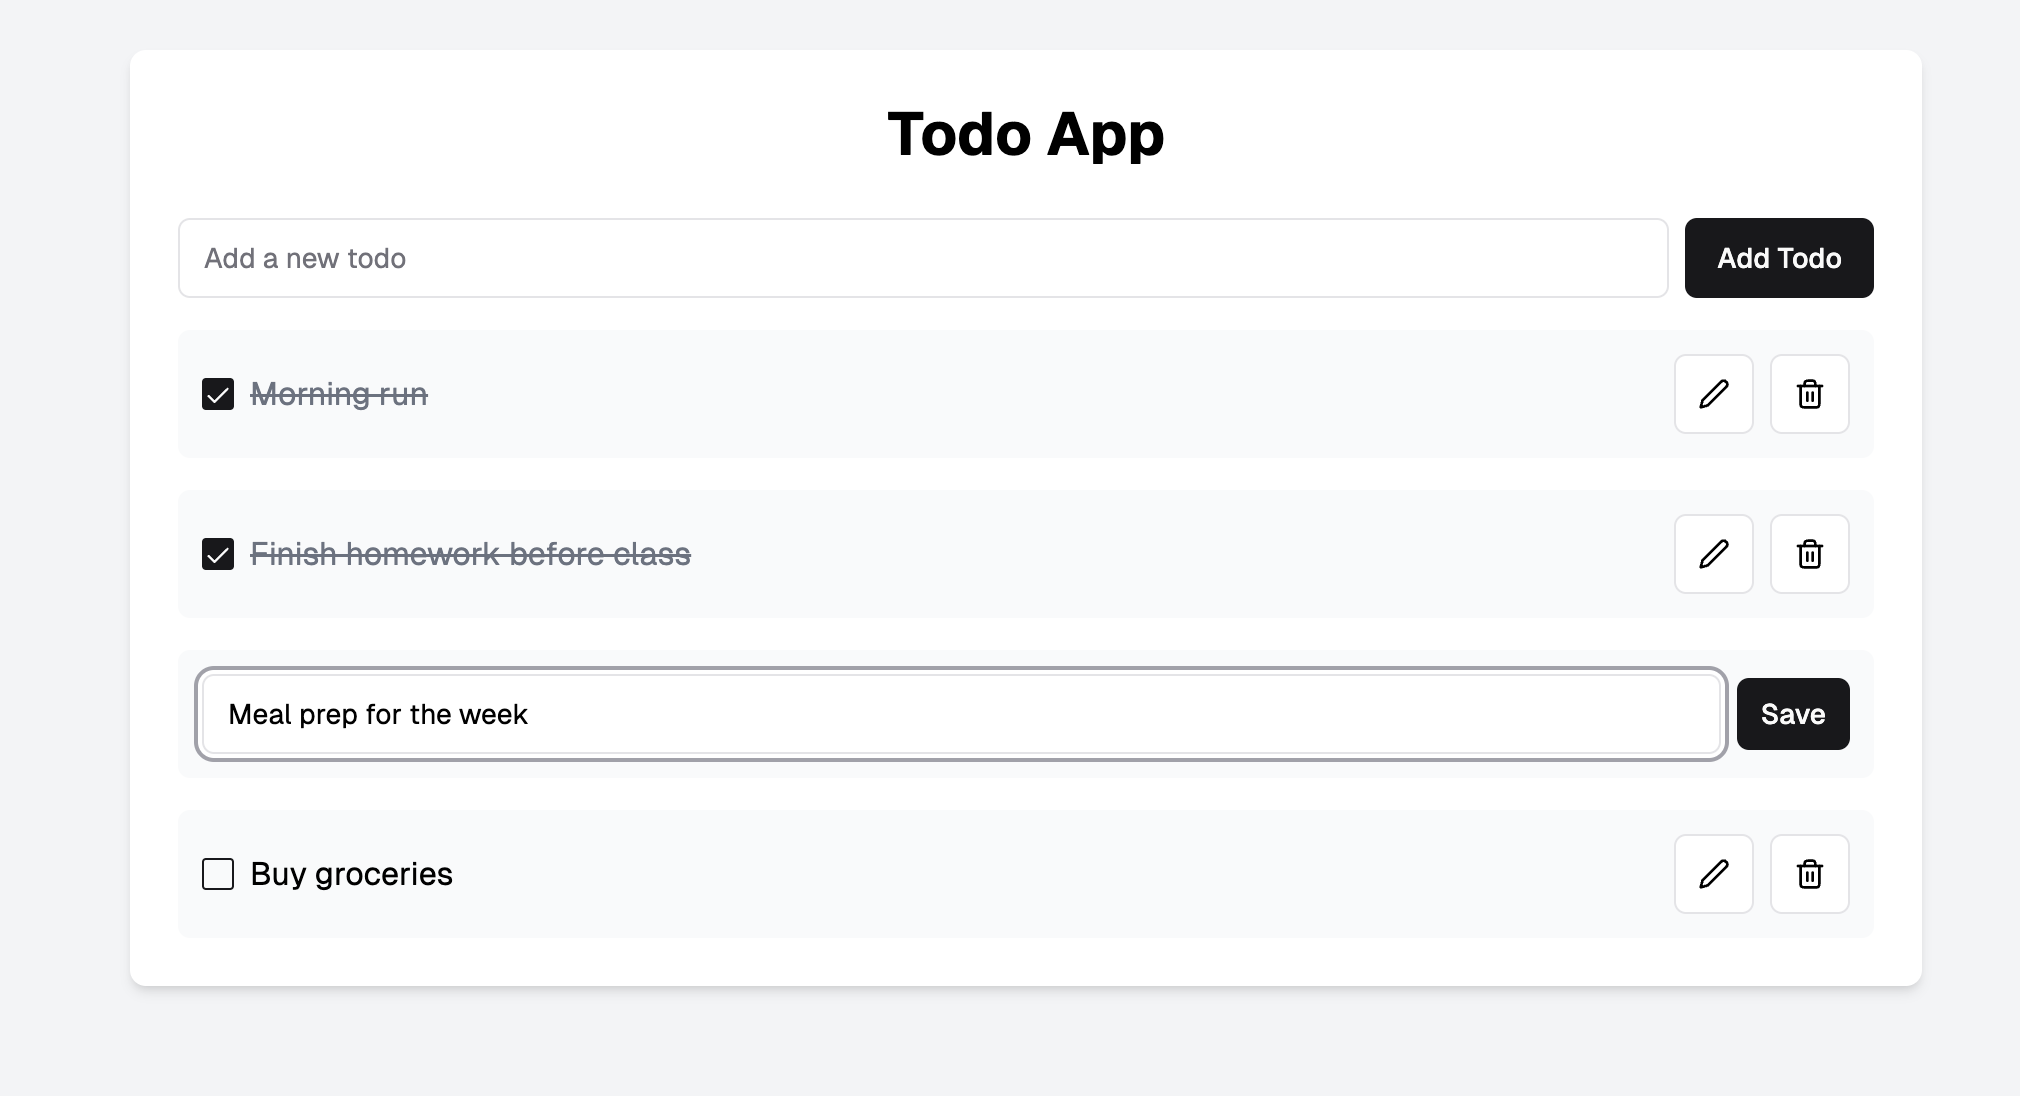 Todo App
Add a new todo
Add Todo
Morning run
Finish homework before class
Meal prep for the week
Save
Buy groceries